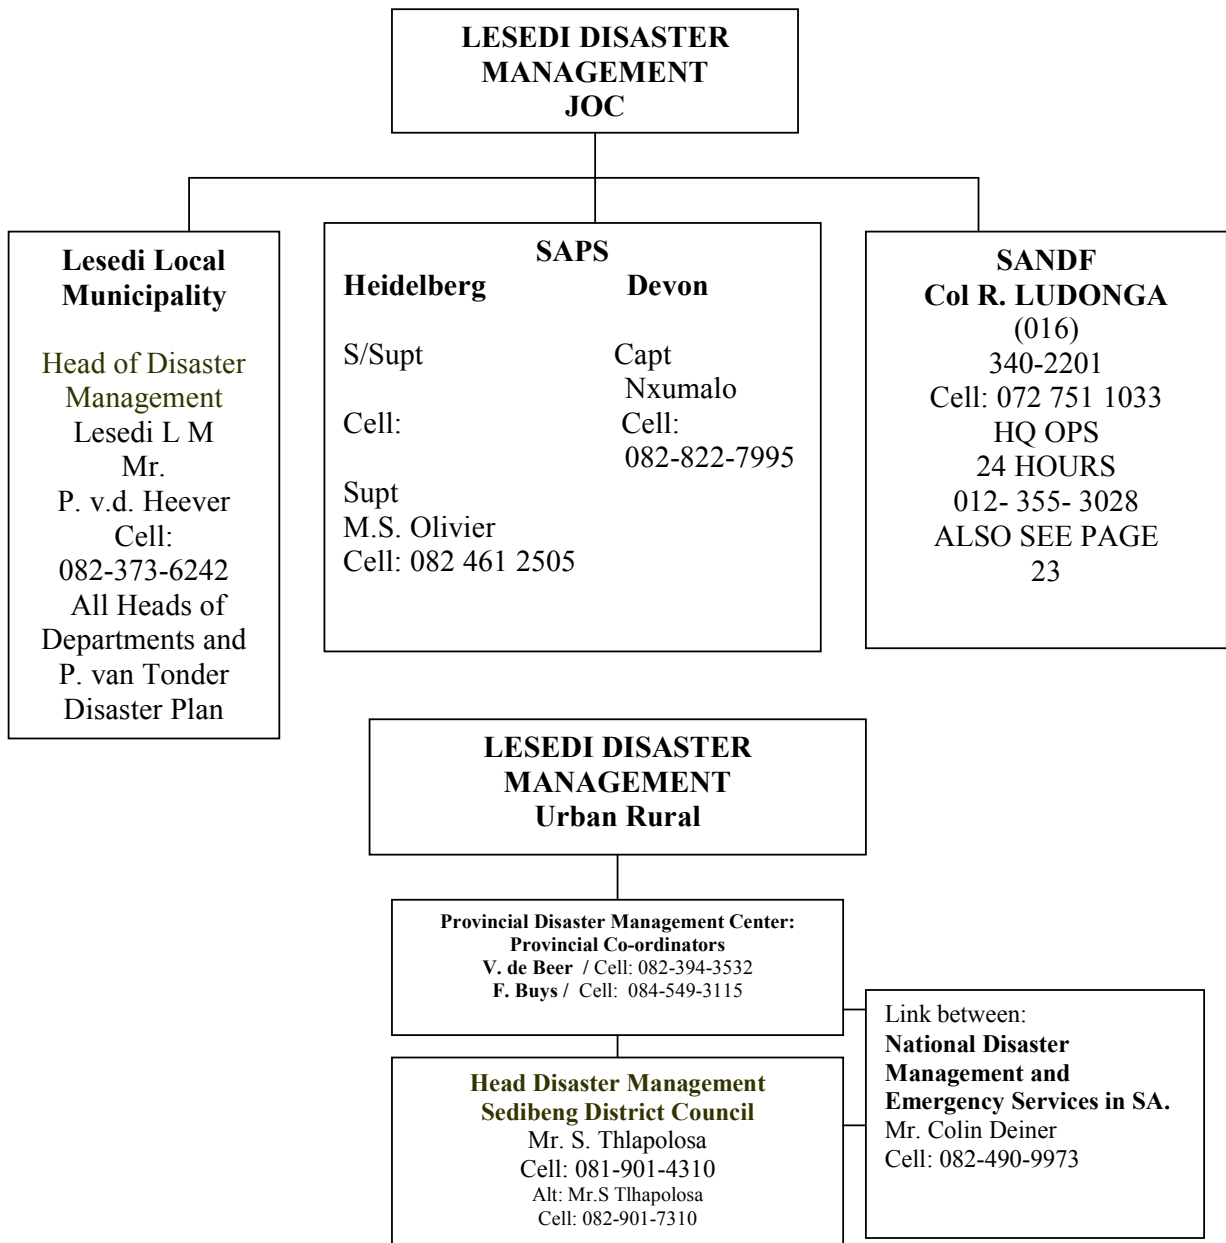 LESEDI DISASTER
MANAGEMENT
JOC
Lesedi Local
Municipality
Head of Disaster
Management
Lesedi L M
Mr.
P. v.d. Heever
Cell:
082-373-6242
All Heads of
Departments and
P. van Tonder
Disaster Plan
SAPS
Heidelberg Devon
S/Supt Capt
Nxumalo
Cell: Cell:
082-822-7995
Supt
M.S. Olivier
Cell: 082 461 2505
SANDF
Col R. LUDONGA
(016)
340-2201
Cell: 072 751 1033
HQ OPS
24 HOURS
012- 355- 3028
ALSO SEE PAGE
23
LESEDI DISASTER
MANAGEMENT
Urban Rural
Provincial Disaster Management Center:
Provincial Co-ordinators
V. de Beer / Cell: 082-394-3532
F. Buys / Cell: 084-549-3115
Head Disaster Management
Sedibeng District Council
Mr. S. Thlapolosa
Cell: 081-901-4310
Alt: Mr.S Tlhapolosa
Cell: 082-901-7310
Link between:
National Disaster
Management and
Emergency Services in SA.
Mr. Colin Deiner
Cell: 082-490-9973